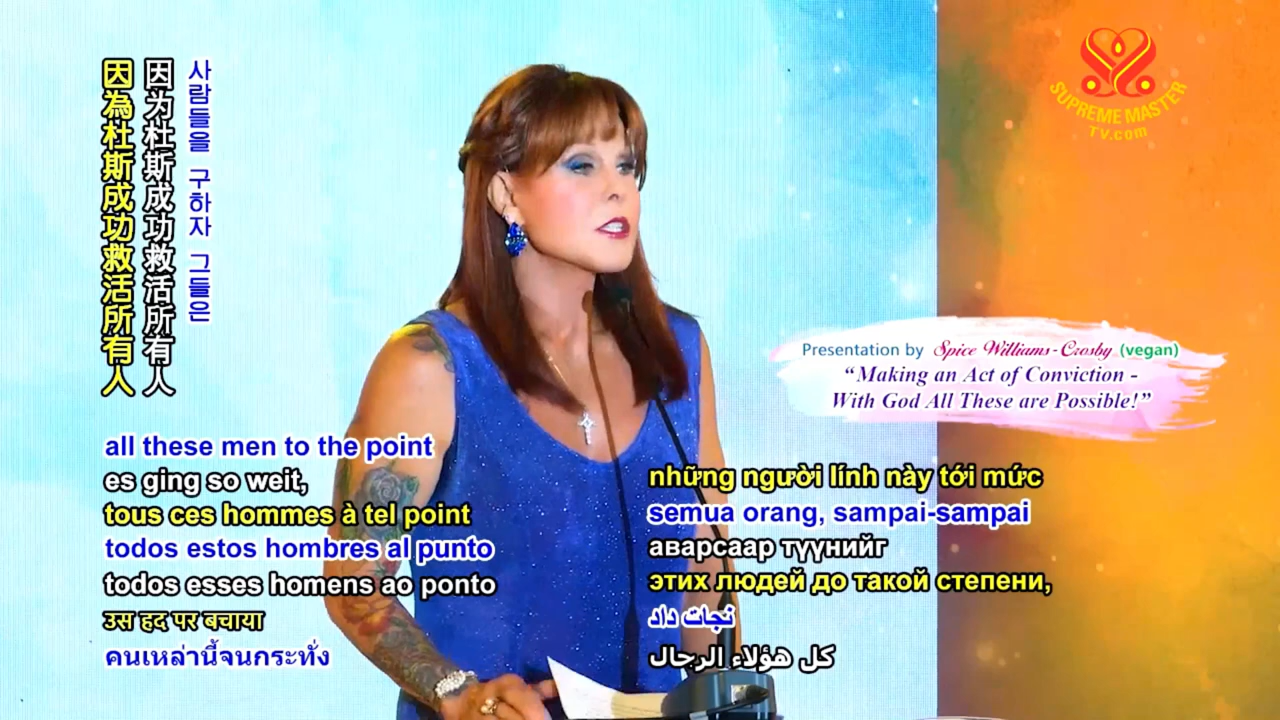 SUPREME MASTER
TV.com
사람들을 구하자 그들은
因为杜斯成功救活所有人
因為杜斯成功救活所有人
Presentation by Spice Williams-Crosby (vegan)
“Making an Act of Conviction -
With God All These are Possible!”
all these men to the point
es ging so weit,
tous ces hommes à tel point
todos estos hombres al punto
todos esses homens ao ponto
उस हद पर बचाया
คนเหล่านี้จนกระทั่ง
những người lính này tới mức
semua orang, sampai-sampai
аварсаар түүнийг
этих людей до такой степени,
نجات داد
كل هؤلاء الرجال